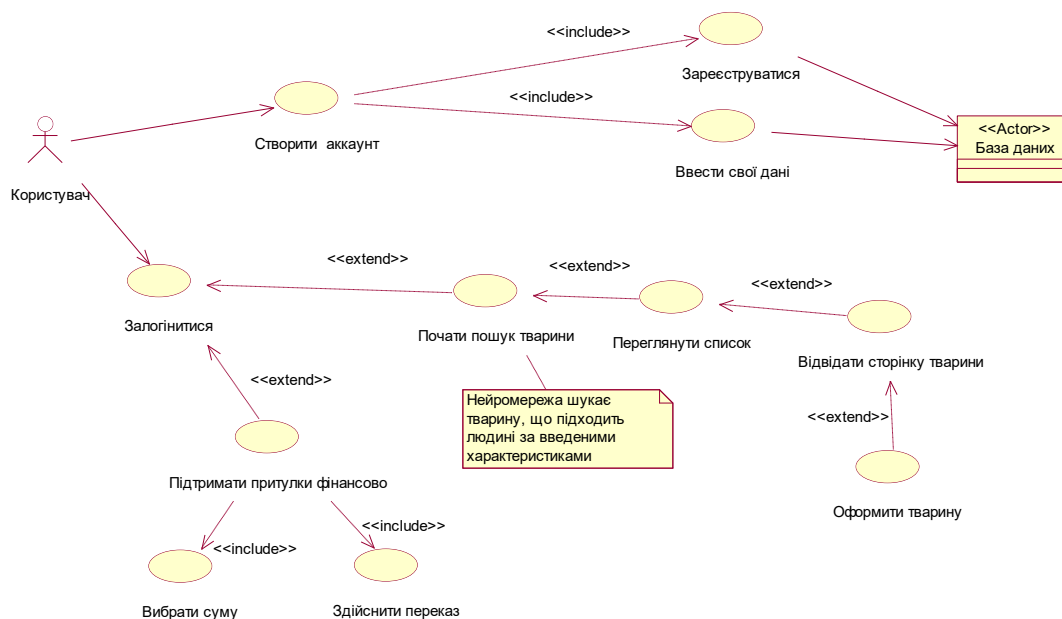 <<include>>
Зареєструватися
<<include>>
Створити аккаунт
<<Actor>>
База даних
Ввести свої дані
Користувач
<<extend>>
<<extend>>
<<extend>>
Залогінитися
Почати пошук тварини
Переглянути список
Відвідати сторінку тварини
<<extend>>
Нейромережа шукає
тварину, що підходить
людині за введеними
характеристиками
<<extend>>
Підтримати притулки фінансово
Оформити тварину
<<include>>
<<include>>
Вибрати суму
Здійснити переказ